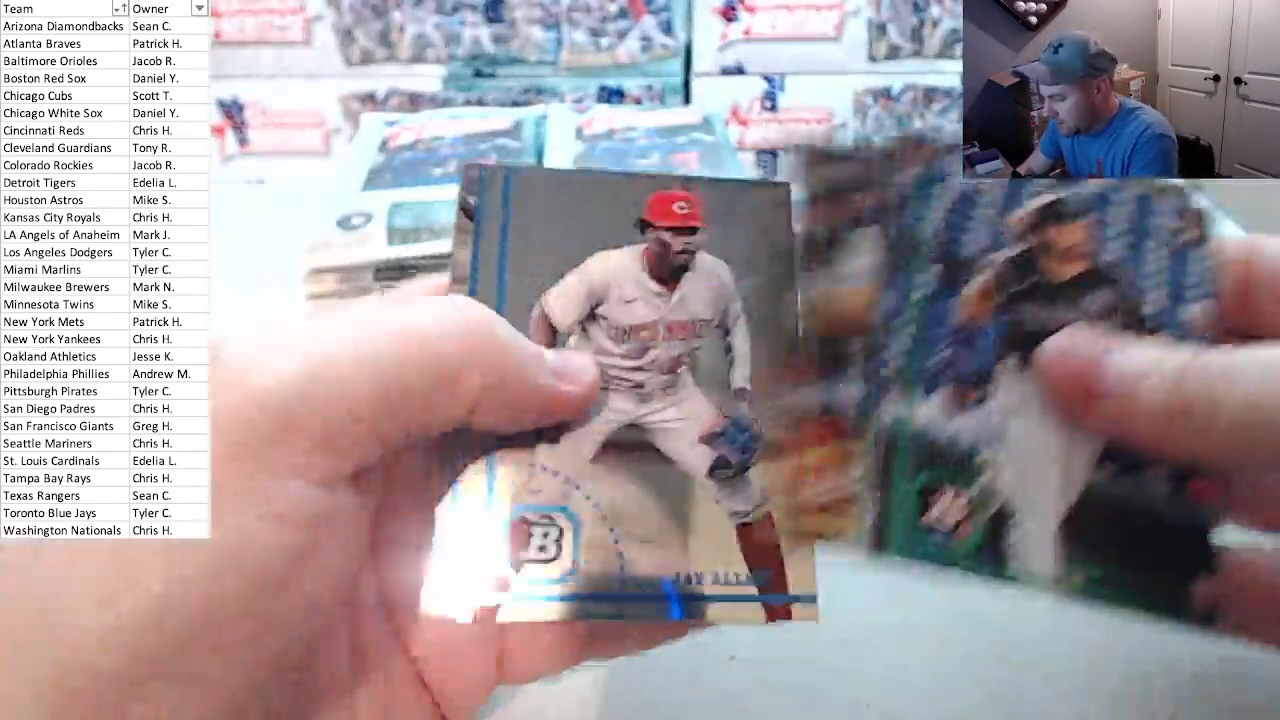 Team Owner
Arizona Diamondbacks Sean C.
Atlanta Braves Patrick H.
Baltimore Orioles Jacob R.
Boston Red Sox Daniel Y.
Chicago Cubs Scott T.
Chicago White Sox Daniel Y.
Cincinnati Reds Chris H.
Cleveland Guardians Tony R.
Colorado Rockies Jacob R.
Detroit Tigers Edelia L.
Houston Astros Mike S.
Kansas City Royals Chris H.
LA Angels of Anaheim Mark J.
Los Angeles Dodgers Tyler C.
Miami Marlins Tyler C.
Milwaukee Brewers Mark N.
Minnesota Twins Mike S.
New York Mets Patrick H.
New York Yankees Chris H.
Oakland Athletics Jesse K.
Philadelphia Phillies Andrew M.
Pittsburgh Pirates Tyler C.
San Diego Padres Chris H.
San Francisco Giants Greg H.
Seattle Mariners Chris H.
St. Louis Cardinals Edelia L.
Tampa Bay Rays Chris H.
Texas Rangers Sean C.
Toronto Blue Jays Tyler C.
Washington Nationals Chris H.
C
B